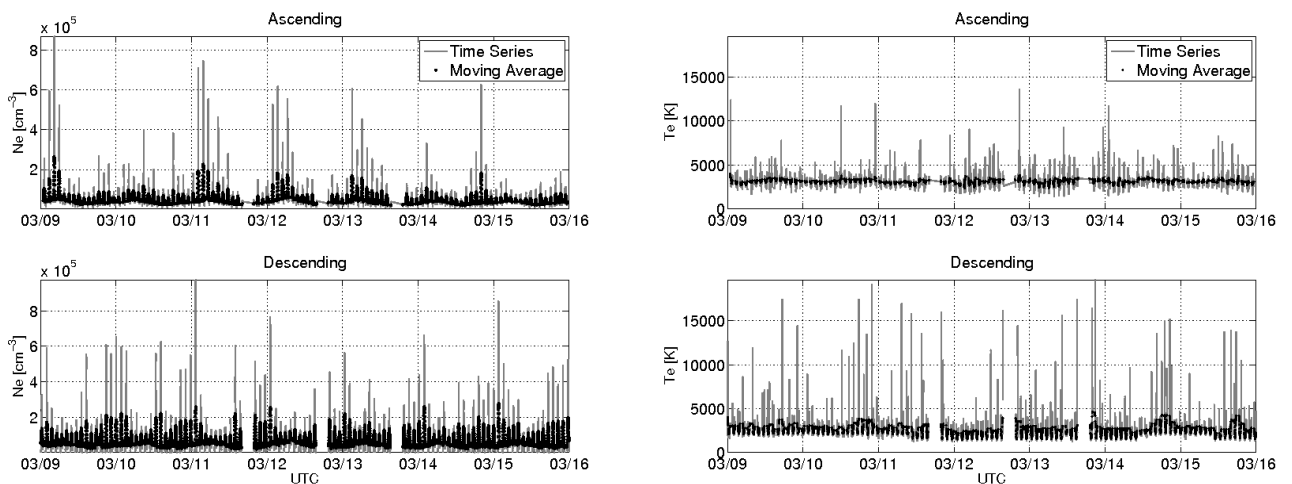 Ascending
x 10^5
Ne [cm^-3]
8
6
4
2
03/09 03/10 03/11 03/12 03/13 03/14 03/15 03/16
Time Series
Moving Average
Ascending
Te [K]
15000
10000
5000
0
03/09 03/10 03/11 03/12 03/13 03/14 03/15 03/16
Time Series
Moving Average
Descending
x 10^5
Ne [cm^-3]
8
6
4
2
03/09 03/10 03/11 03/12 03/13 03/14 03/15 03/16
UTC
Descending
Te [K]
15000
10000
5000
0
03/09 03/10 03/11 03/12 03/13 03/14 03/15 03/16
UTC